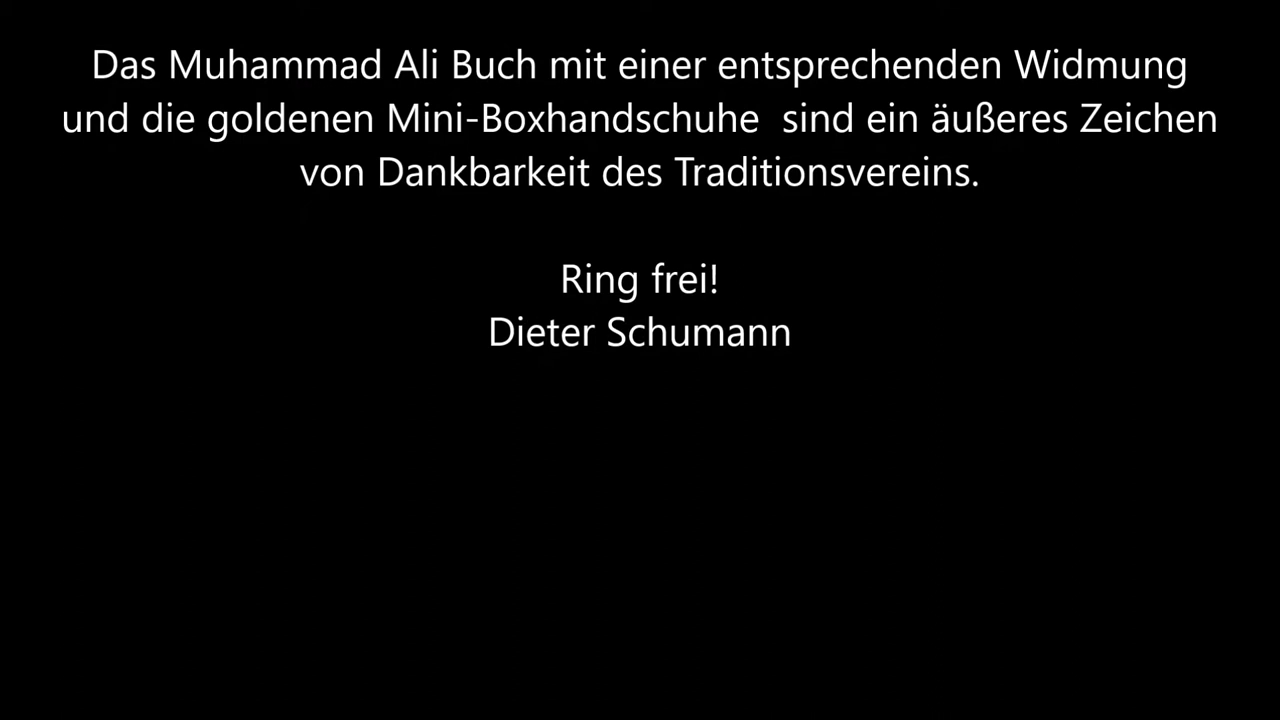 Das Muhammad Ali Buch mit einer entsprechenden Widmung
und die goldenen Mini-Boxhandschuhe  sind ein äußeres Zeichen
von Dankbarkeit des Traditionsvereins.
Ring frei!
Dieter Schumann